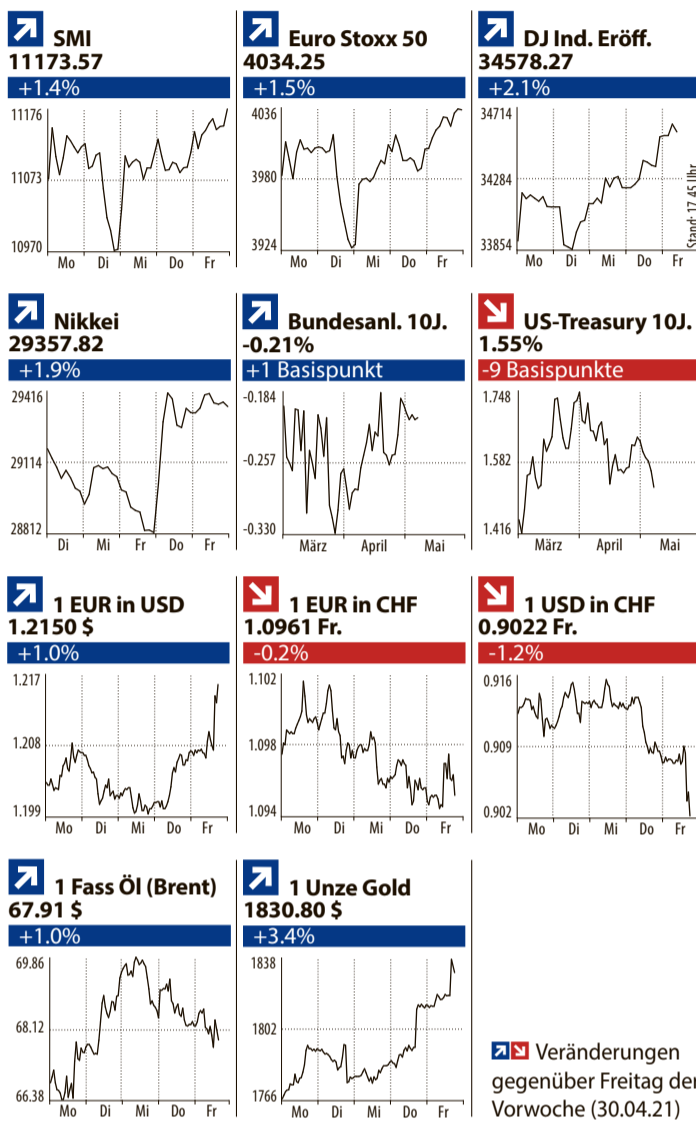 SMI
11173.57
+1.4%
11176
11073
10970
Mo Di Mi Do Fr
Euro Stoxx 50
4034.25
+1.5%
4036
3980
3924
Mo Di Mi Do Fr
DJ Ind. Eröff.
34578.27
+2.1%
34714
34284
33854
Mo Di Mi Do Fr
Stand: 17.45 Uhr
Nikkei
29357.82
+1.9%
29416
29114
28812
Di Mi Fr Do Fr
Bundesanl. 10J.
-0.21%
+1 Basispunkt
-0.184
-0.257
-0.330
März April Mai
US-Treasury 10J.
1.55%
-9 Basispunkte
1.748
1.582
1.416
März April Mai
1 EUR in USD
1.2150 $
+1.0%
1.217
1.208
1.199
Mo Di Mi Do Fr
1 EUR in CHF
1.0961 Fr.
-0.2%
1.102
1.098
1.094
Mo Di Mi Do Fr
1 USD in CHF
0.9022 Fr.
-1.2%
0.916
0.909
0.902
Mo Di Mi Do Fr
1 Fass Öl (Brent)
67.91 $
+1.0%
69.86
68.12
66.38
Mo Di Mi Do Fr
1 Unze Gold
1830.80 $
+3.4%
1838
1802
1766
Mo Di Mi Do Fr
Veränderungen
gegenüber Freitag der
Vorwoche (30.04.21)